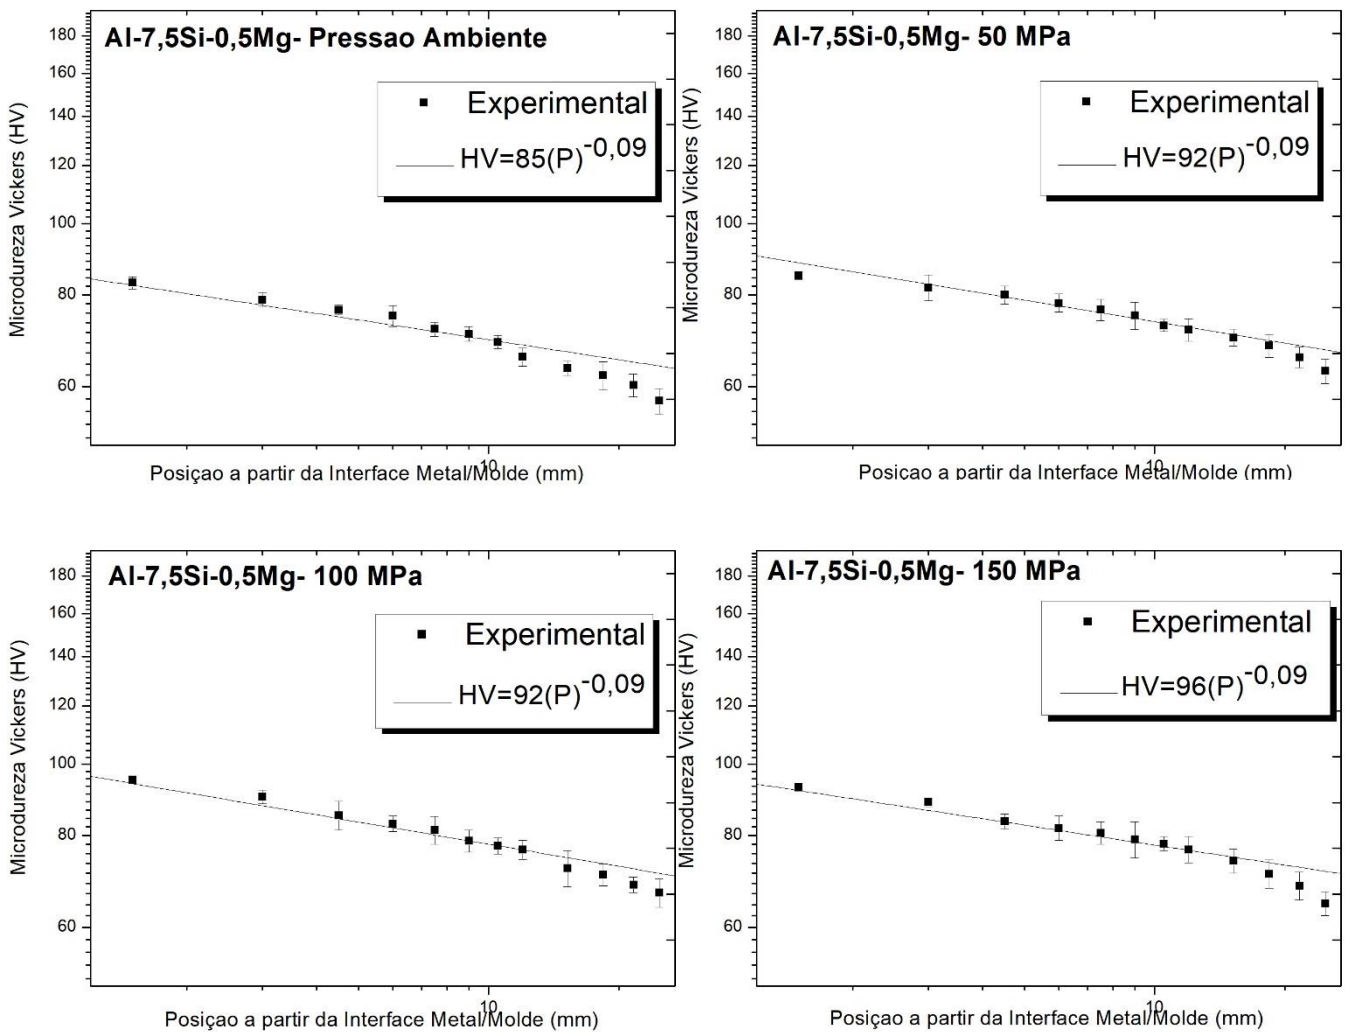 Al-7,5Si-0,5Mg- Pressao Ambiente
Experimental
HV=85(P)-0,09
Microdureza Vickers (HV)
180
160
140
120
100
80
60
10
Posiçao a partir da Interface Metal/Molde (mm)
Al-7,5Si-0,5Mg- 50 MPa
Experimental
HV=92(P)-0,09
Microdureza Vickers (HV)
180
160
140
120
100
80
60
10
Posiçao a partir da Interface Metal/Molde (mm)
Al-7,5Si-0,5Mg- 100 MPa
Experimental
HV=92(P)-0,09
Microdureza Vickers (HV)
180
160
140
120
100
80
60
10
Posiçao a partir da Interface Metal/Molde (mm)
Al-7,5Si-0,5Mg- 150 MPa
Experimental
HV=96(P)-0,09
Microdureza Vickers (HV)
180
160
140
120
100
80
60
10
Posiçao a partir da Interface Metal/Molde (mm)